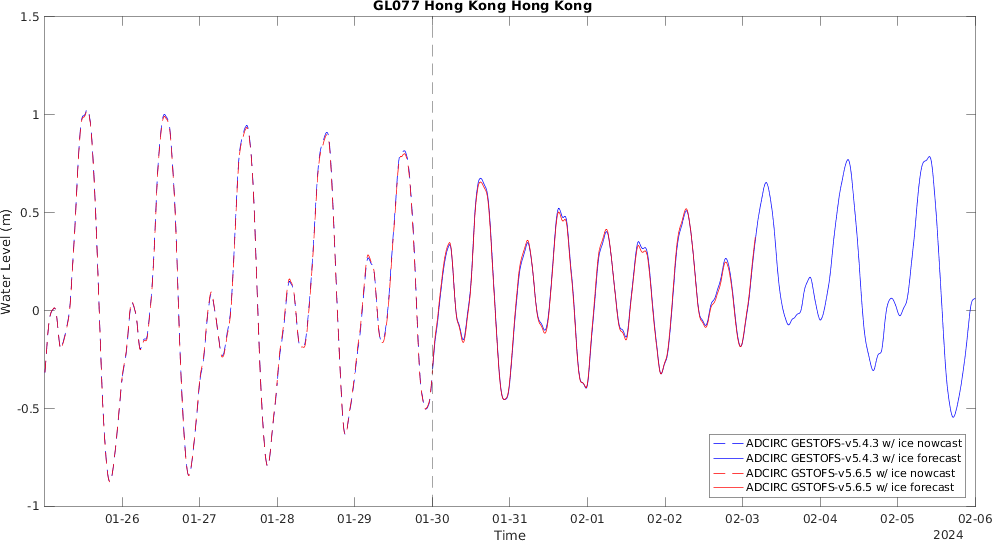 GL077 Hong Kong Hong Kong
1.5
1
0.5
0
-0.5
-1
Water Level (m)
ADCIRC GESTOFS-v5.4.3 w/ ice nowcast
ADCIRC GESTOFS-v5.4.3 w/ ice forecast
ADCIRC GSTOFS-v5.6.5 w/ ice nowcast
ADCIRC GSTOFS-v5.6.5 w/ ice forecast
01-26 01-27 01-28 01-29 01-30 01-31 02-01 02-02 02-03 02-04 02-05 02-06
Time
2024